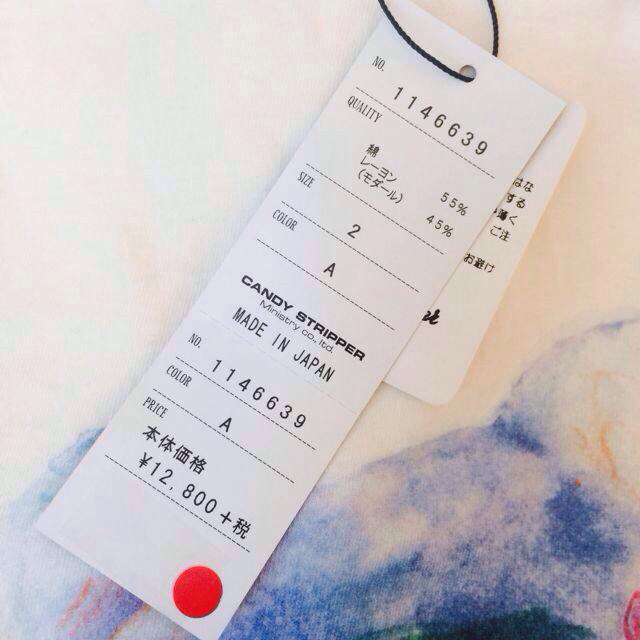 NO.
1146639
QUALITY
綿 55%
レーヨン
(モダール) 45%
SIZE
2
COLOR
A
CANDY STRIPPER
Ministry co., ltd.
MADE IN JAPAN
NO.
1146639
COLOR
A
PRICE
本体価格
¥12,800+税
はな
する
く
ご注
お避け